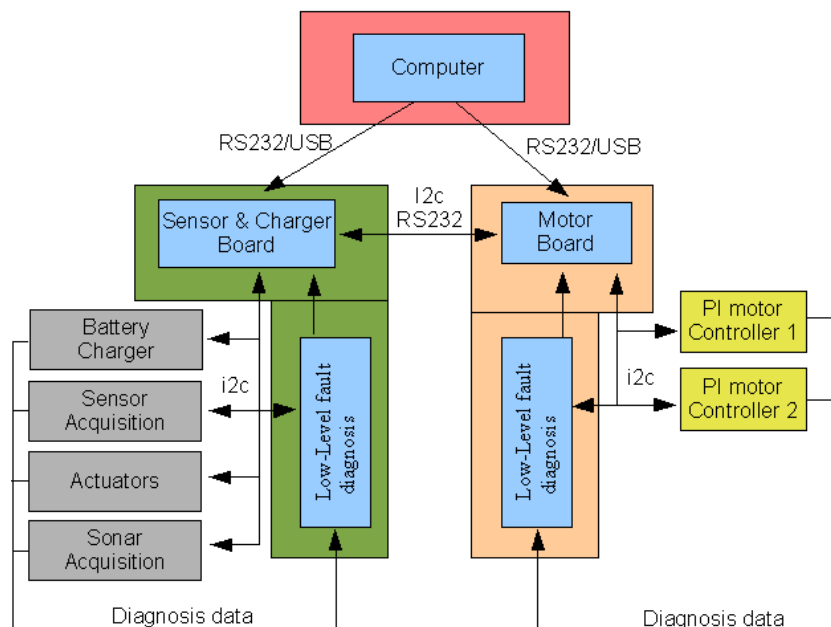 Computer
RS232/USB
RS232/USB
I2c
RS232
Sensor & Charger
Board
Motor
Board
Battery
Charger
i2c
Sensor
Acquisition
Actuators
Sonar
Acquisition
Low-Level fault
diagnosis
Low-Level fault
diagnosis
PI motor
Controller 1
i2c
PI motor
Controller 2
Diagnosis data
Diagnosis data